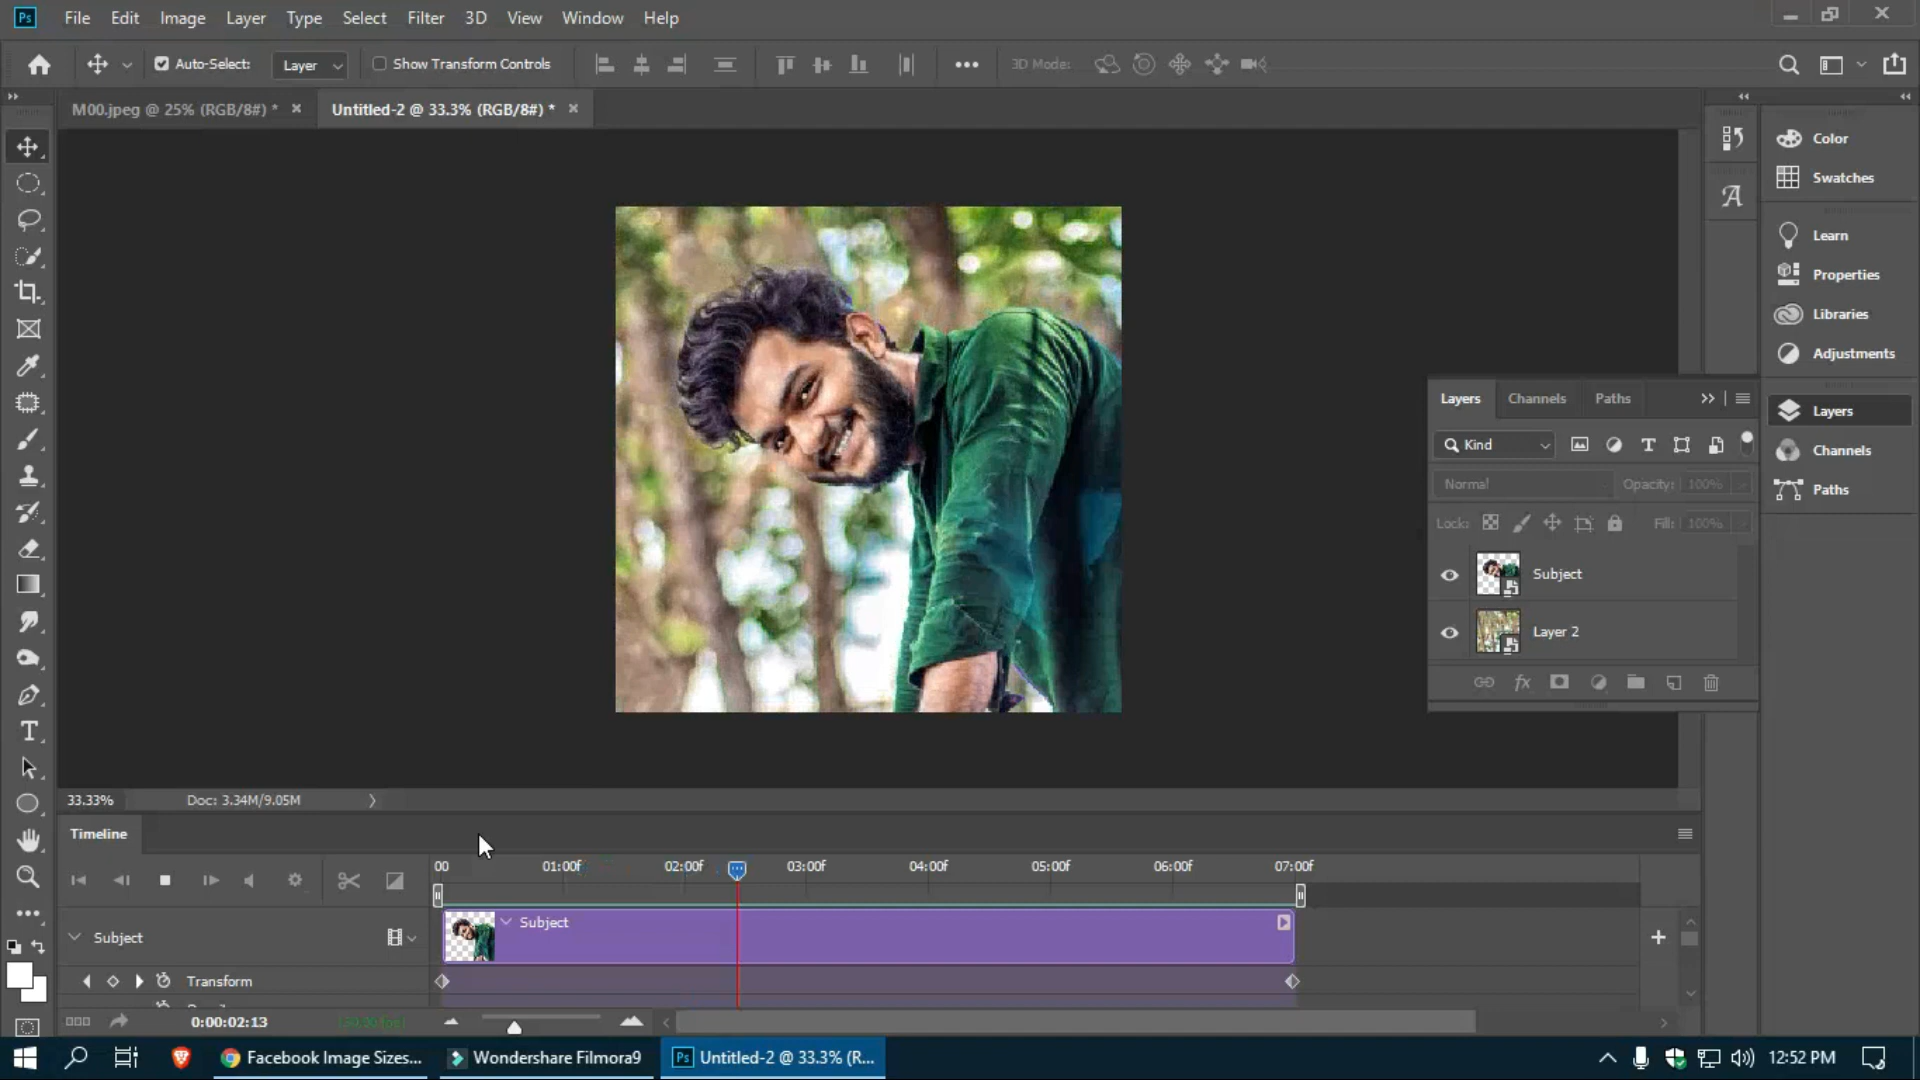 Ps File Edit Image Layer Type Select Filter 3D View Window Help
Auto-Select: Layer Show Transform Controls 3D Mode:
M00.jpeg @ 25% (RGB/8#) * Untitled-2 @ 33.3% (RGB/8#) *
Color
Swatches
Learn
Properties
Libraries
Adjustments
Layers
Channels
Paths
Layers Channels Paths
Kind
Normal Opacity: 100%
Lock: Fill: 100%
Subject
Layer 2
33.33% Doc: 3.34M/9.05M
Timeline
00 01:00f 02:00f 03:00f 04:00f 05:00f 06:00f 07:00f
Subject
Subject
Transform
0:00:02:13
Facebook Image Sizes... Wondershare Filmora9 Ps Untitled-2 @ 33.3% (R... 12:52 PM